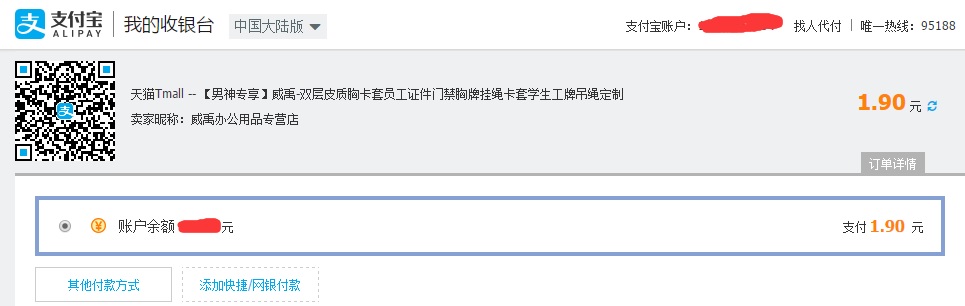 支付宝 ALIPAY 我的收银台 中国大陆版 支付宝账户： 找人代付 | 唯一热线：95188
天猫Tmall -- 【男神专享】威禹-双层皮质胸卡套员工证件门禁胸牌挂绳卡套学生工牌吊绳定制
卖家昵称：威禹办公用品专营店
1.90 元
订单详情
账户余额 元 支付 1.90 元
其他付款方式 添加快捷/网银付款